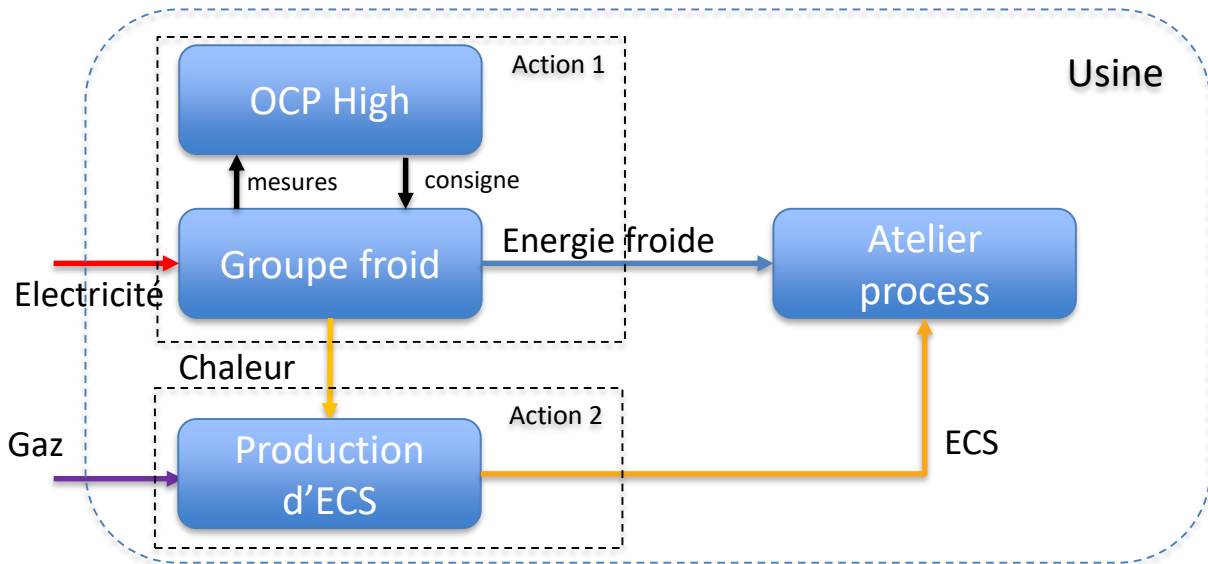 Action 1
Usine
OCP High
mesures
consigne
Energie froide
Groupe froid
Atelier
process
Electricité
Chaleur
Action 2
Gaz
Production
d’ECS
ECS